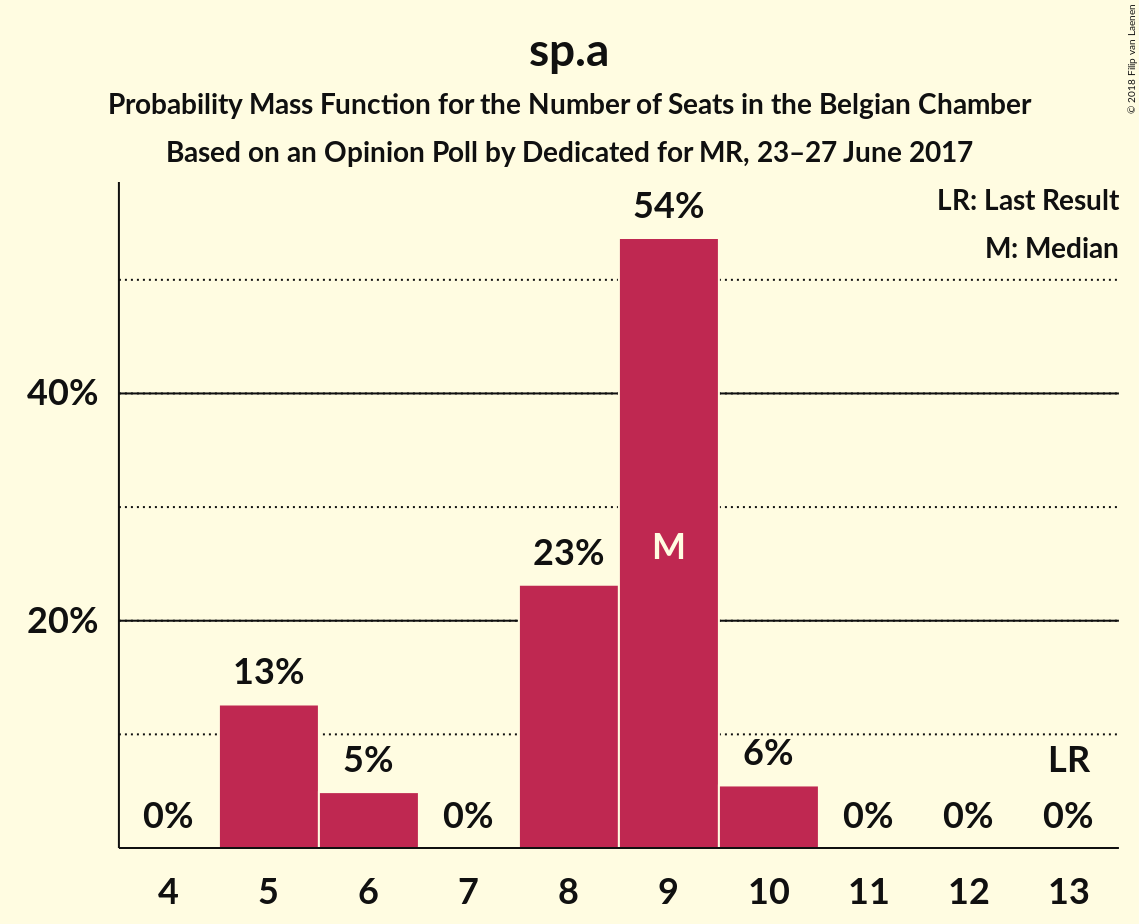 sp.a
Probability Mass Function for the Number of Seats in the Belgian Chamber
Based on an Opinion Poll by Dedicated for MR, 23–27 June 2017
© 2018 Filip van Laenen
LR: Last Result
M: Median
40%
20%
0%
13%
5%
0%
23%
54%
M
6%
0%
0%
LR
0%
4 5 6 7 8 9 10 11 12 13